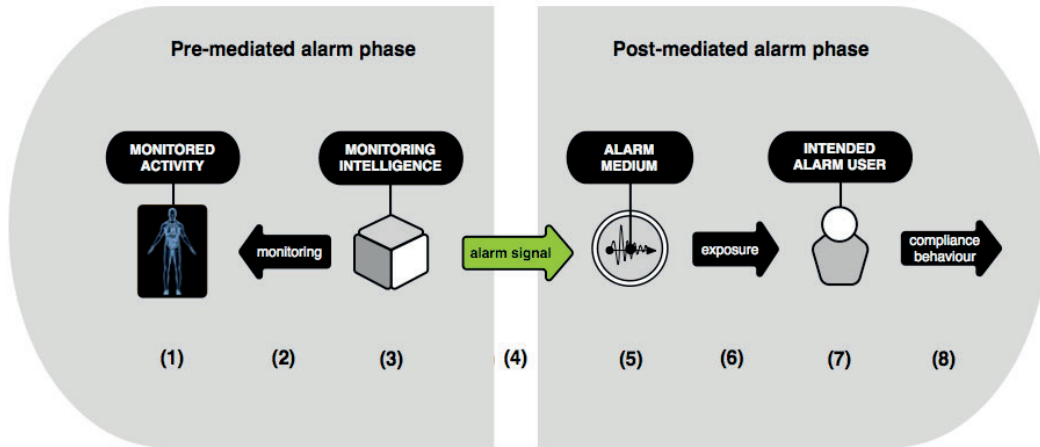 Pre-mediated alarm phase
Post-mediated alarm phase
MONITORED
ACTIVITY
MONITORING
INTELLIGENCE
ALARM
MEDIUM
INTENDED
ALARM USER
monitoring
alarm signal
exposure
compliance
behaviour
(1)
(2)
(3)
(4)
(5)
(6)
(7)
(8)